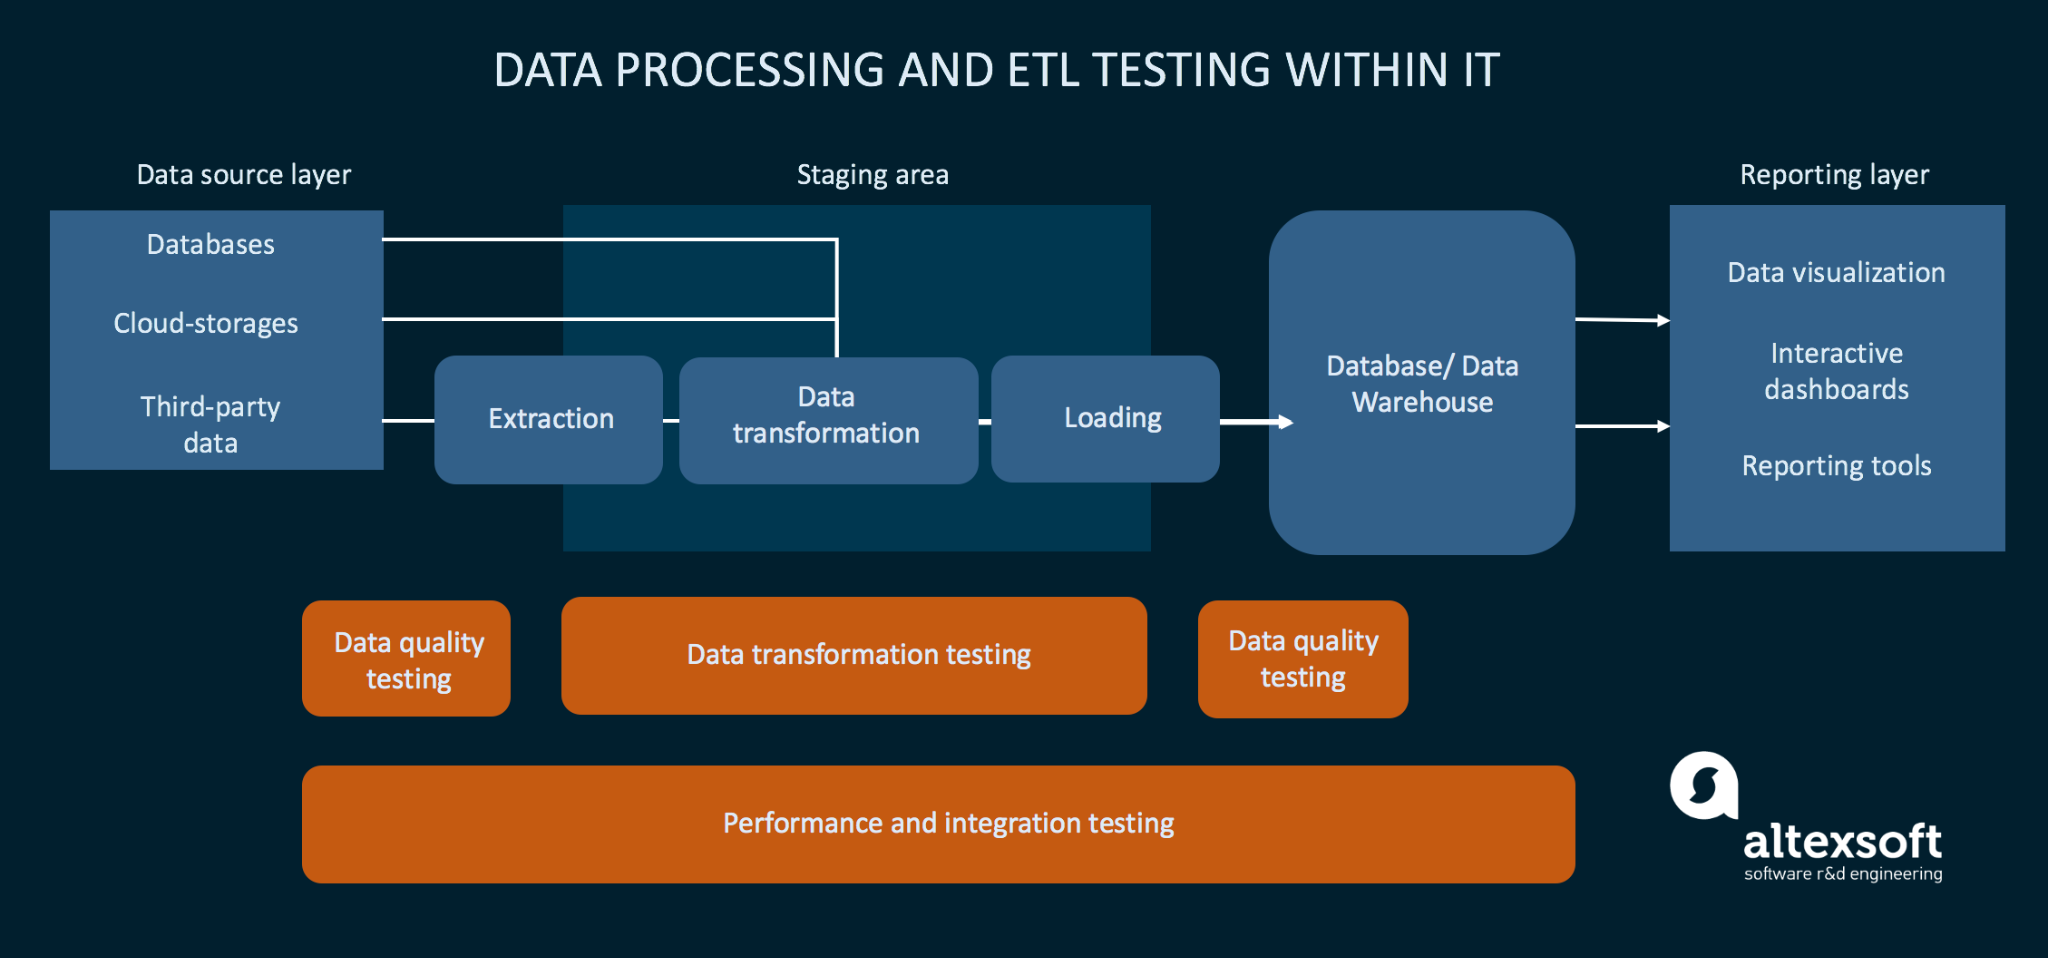 DATA PROCESSING AND ETL TESTING WITHIN IT
Data source layer
Staging area
Reporting layer
Databases
Cloud-storages
Third-party
data
Extraction
Data
transformation
Loading
Database/ Data
Warehouse
Data visualization
Interactive
dashboards
Reporting tools
Data quality
testing
Data transformation testing
Data quality
testing
Performance and integration testing
altexsoft
software r&d engineering